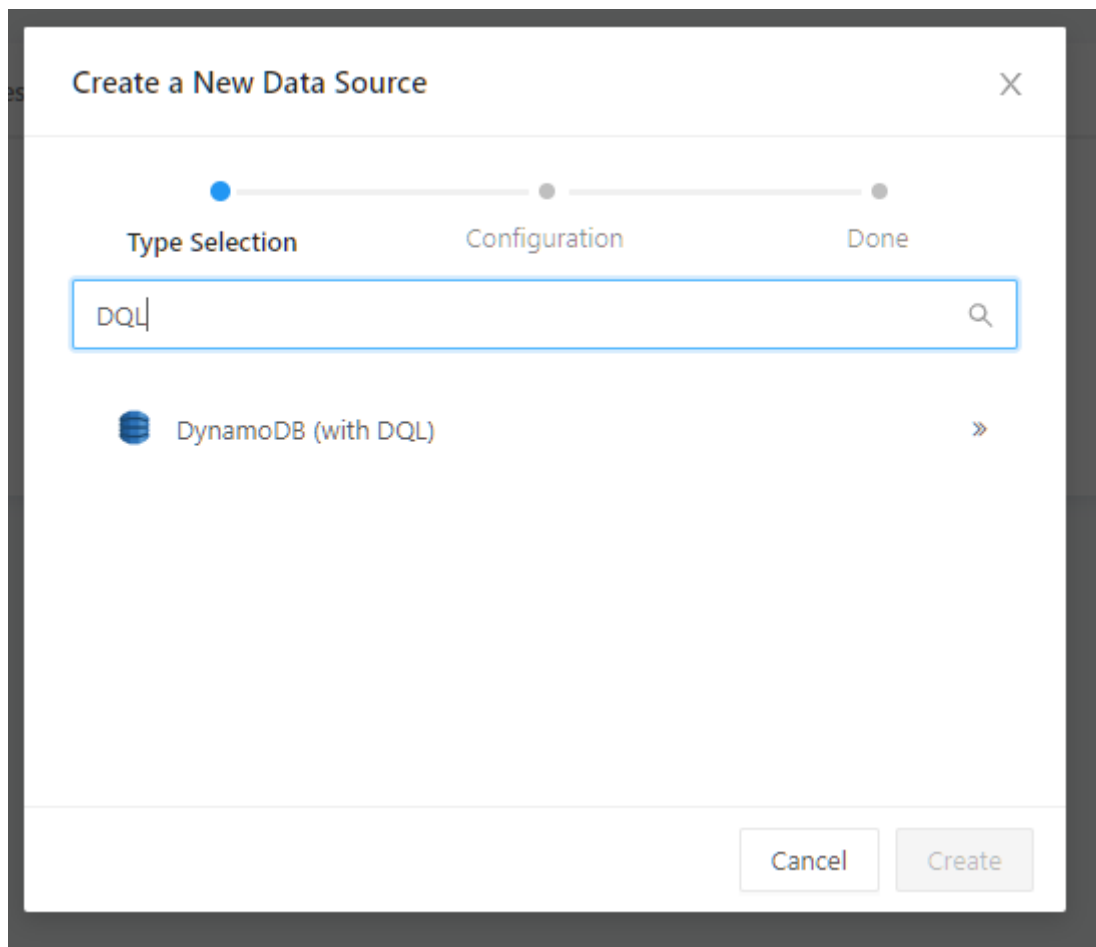 Create a New Data Source
Type Selection
Configuration
Done
DQL
DynamoDB (with DQL)
Cancel
Create